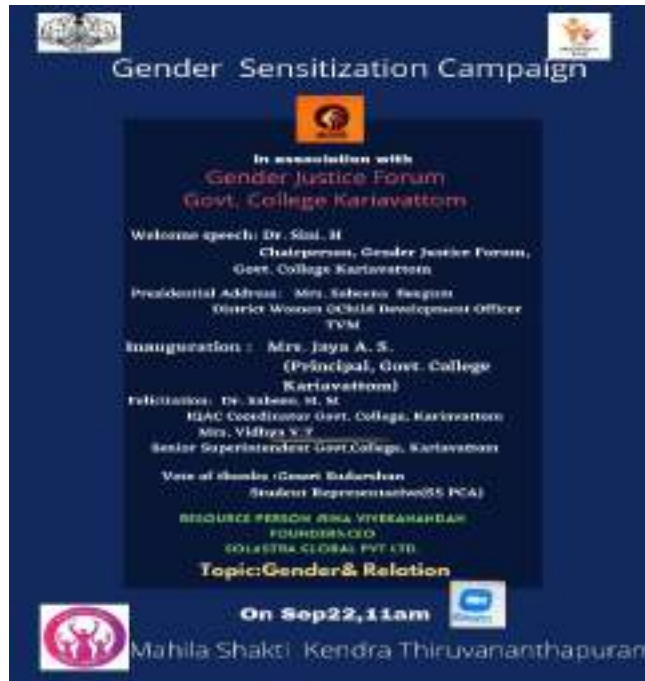 Gender Sensitization Campaign
In association with
Gender Justice Forum
Govt. College Kariavattom
Welcome speech: Dr. Sini. H
Chairperson, Gender Justice Forum,
Govt. College Kariavattom
Presidential Address: Mrs. Sabeena Beegum
District Women &Child Development Officer
TVM
Inauguration : Mrs. Jaya A. S.
(Principal, Govt. College
Kariavattom)
Felicitation: Dr. M. M
IQAC Coordinator Govt. College, Kariavattom
Mrs. Vidhya V.T
Senior Superintendent Govt.College, Kariavattom
Vote of thanks :Gouri Sudarshan
Student Representative(S5 PCA)
RESOURCE PERSON VIVEKANANDAN
FOUNDER&CEO
SOLASTRA GLOBAL PVT LTD.
Topic:Gender& Relation
On Sep22,11am
Mahila Shakti Kendra Thiruvananthapuram